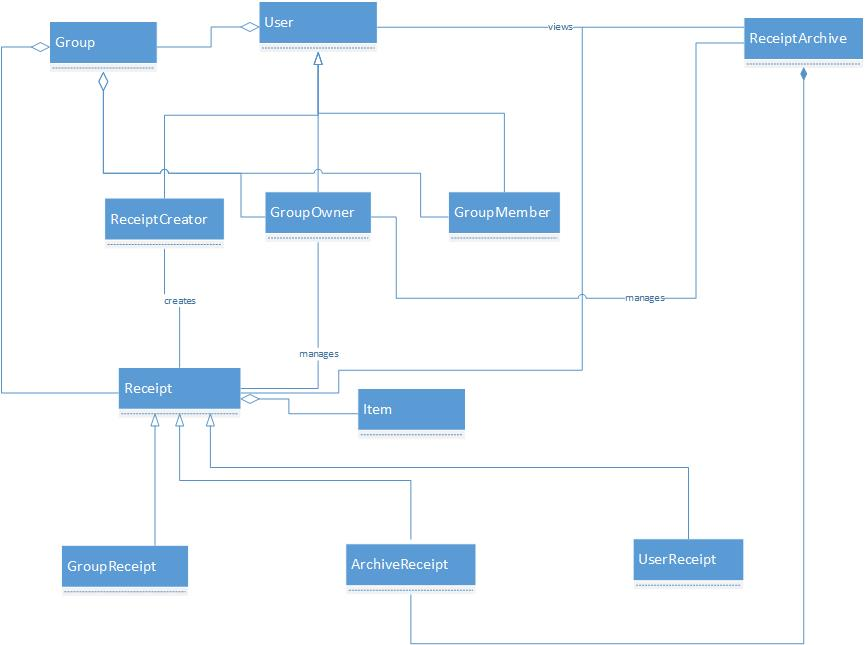 User
views
Group
ReceiptArchive
ReceiptCreator
GroupOwner
GroupMember
creates
manages
manages
Receipt
Item
GroupReceipt
ArchiveReceipt
UserReceipt